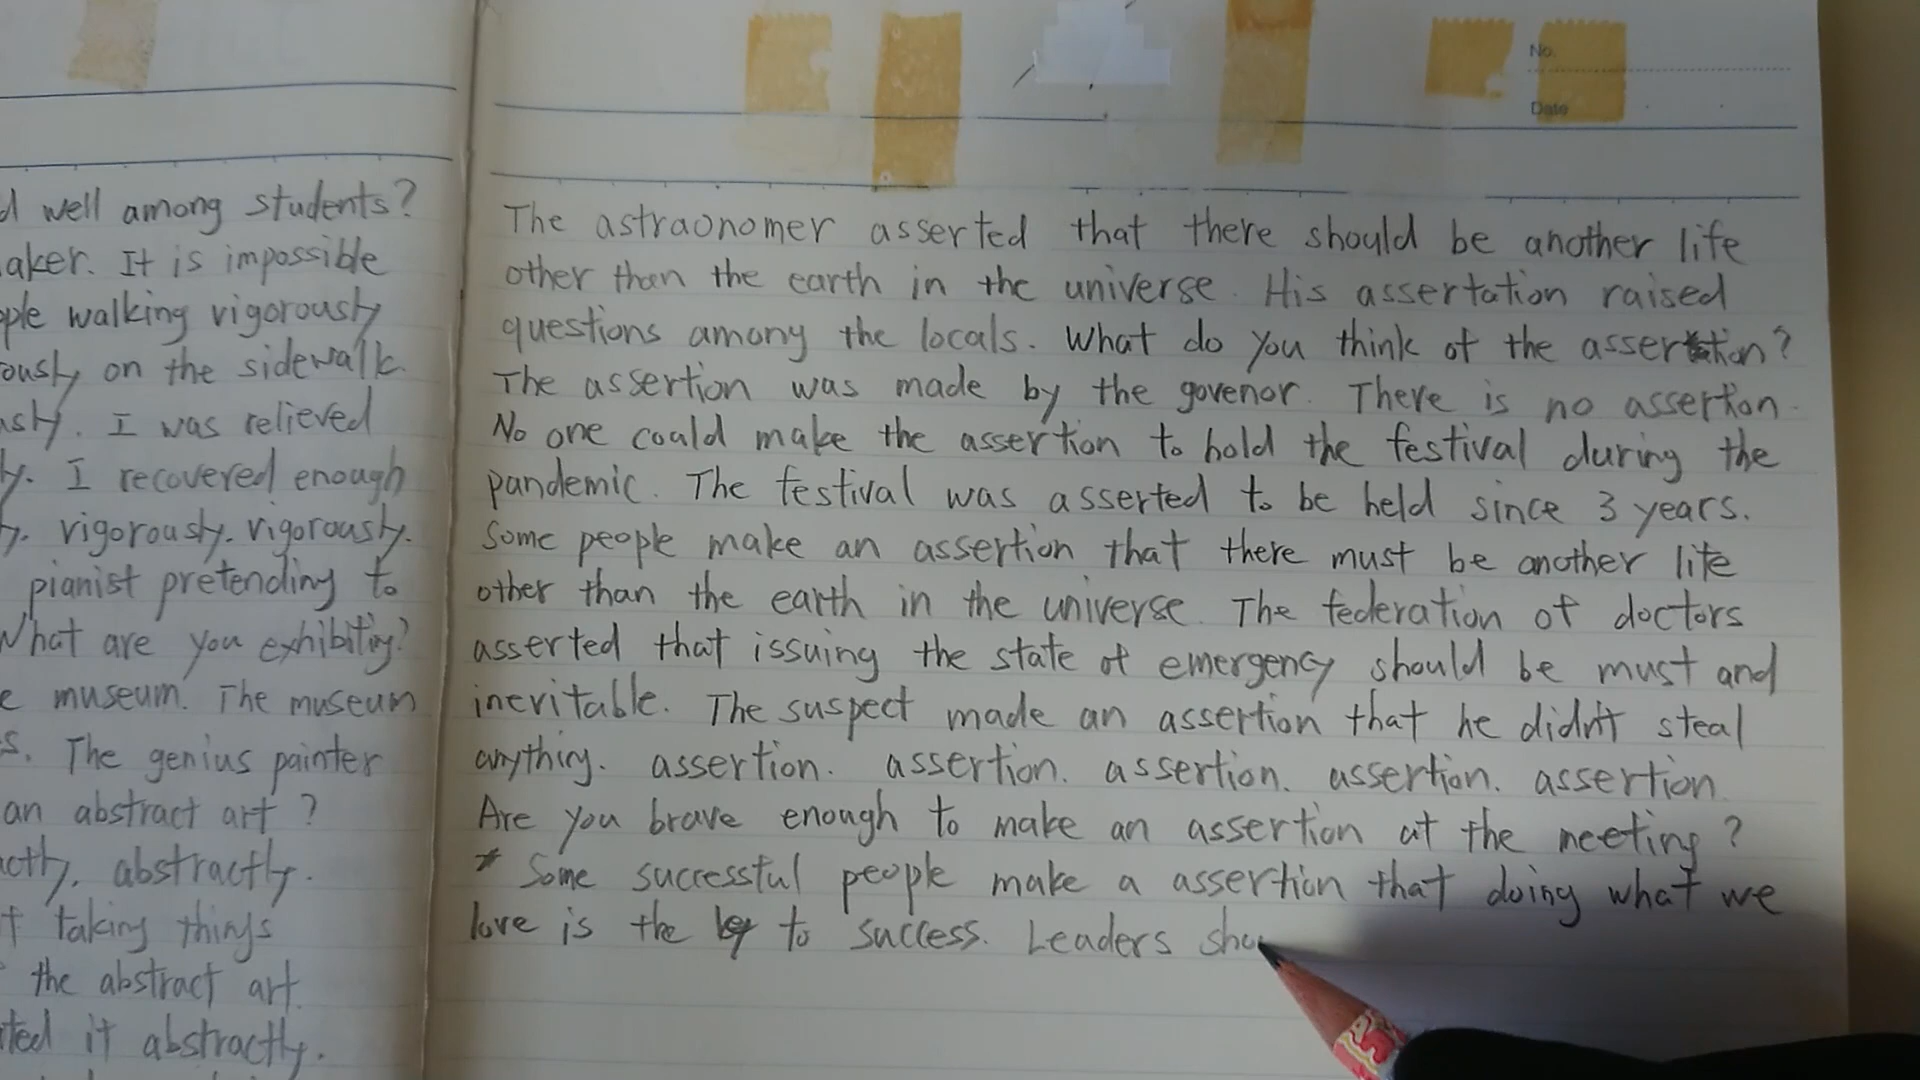 d well among students?
aker. It is impossible
ple walking vigorously
ously on the sidewalk.
usly. I was relieved
y. I recovered enough
y. vigorously. vigorously.
pianist pretending to
What are you exhibiting?
e museum. The museum
s. The genius painter
an abstract art ?
actly, abstractly.
f taking things
the abstract art.
ted it abstractly.
No.
Date
The astraonomer asserted that there should be another life
other than the earth in the universe. His assertation raised
questions among the locals. What do you think of the assertion?
The assertion was made by the govenor. There is no assertion.
No one could make the assertion to hold the festival during the
pandemic. The festival was asserted to be held since 3 years.
Some people make an assertion that there must be another life
other than the earth in the universe. The federation of doctors
asserted that issuing the state of emergency should be must and
inevitable. The suspect made an assertion that he didn't steal
anything. assertion. assertion. assertion. assertion. assertion.
Are you brave enough to make an assertion at the meeting?
* Some successful people make a assertion that doing what we
love is the key to success. Leaders shou